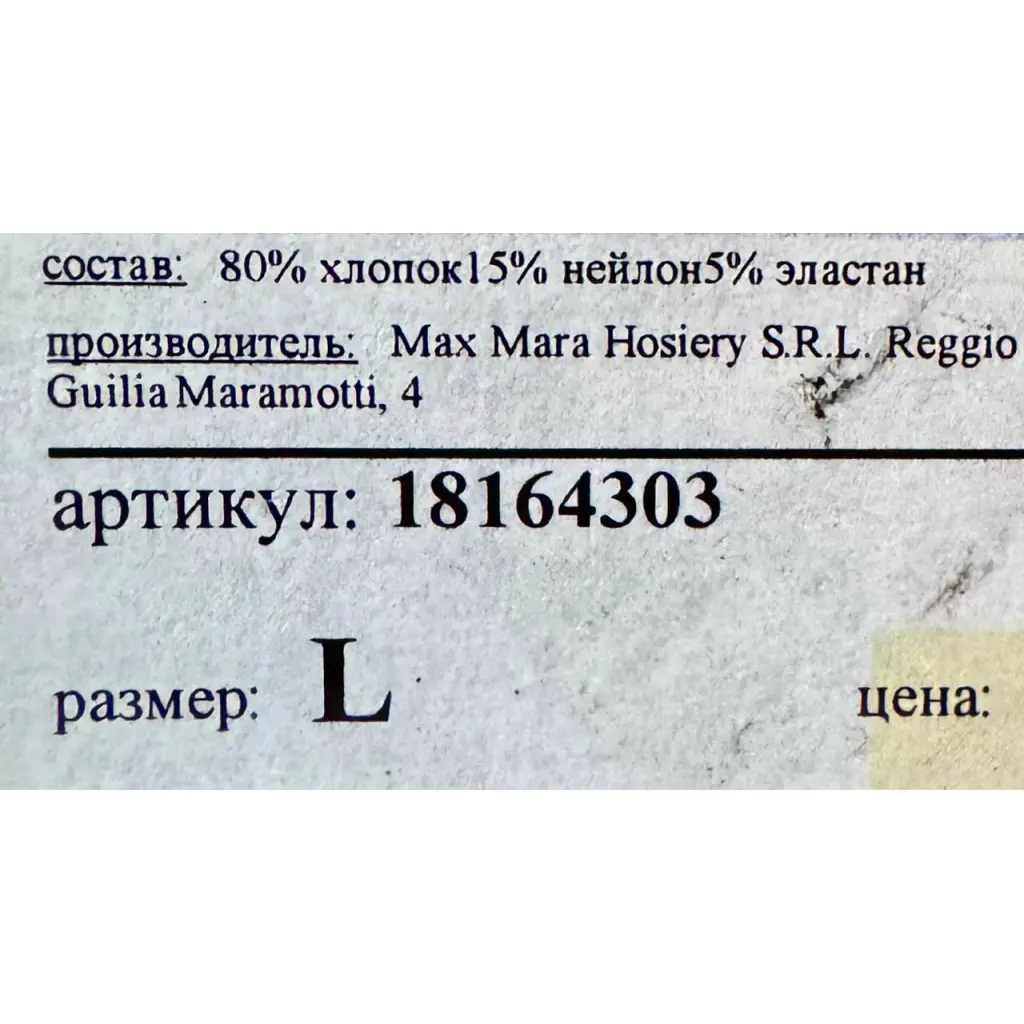 состав: 80% хлопок15% нейлон5% эластан
производитель: Max Mara Hosiery S.R.L. Reggio
Guilia Maramotti, 4
артикул: 18164303
размер: L цена: